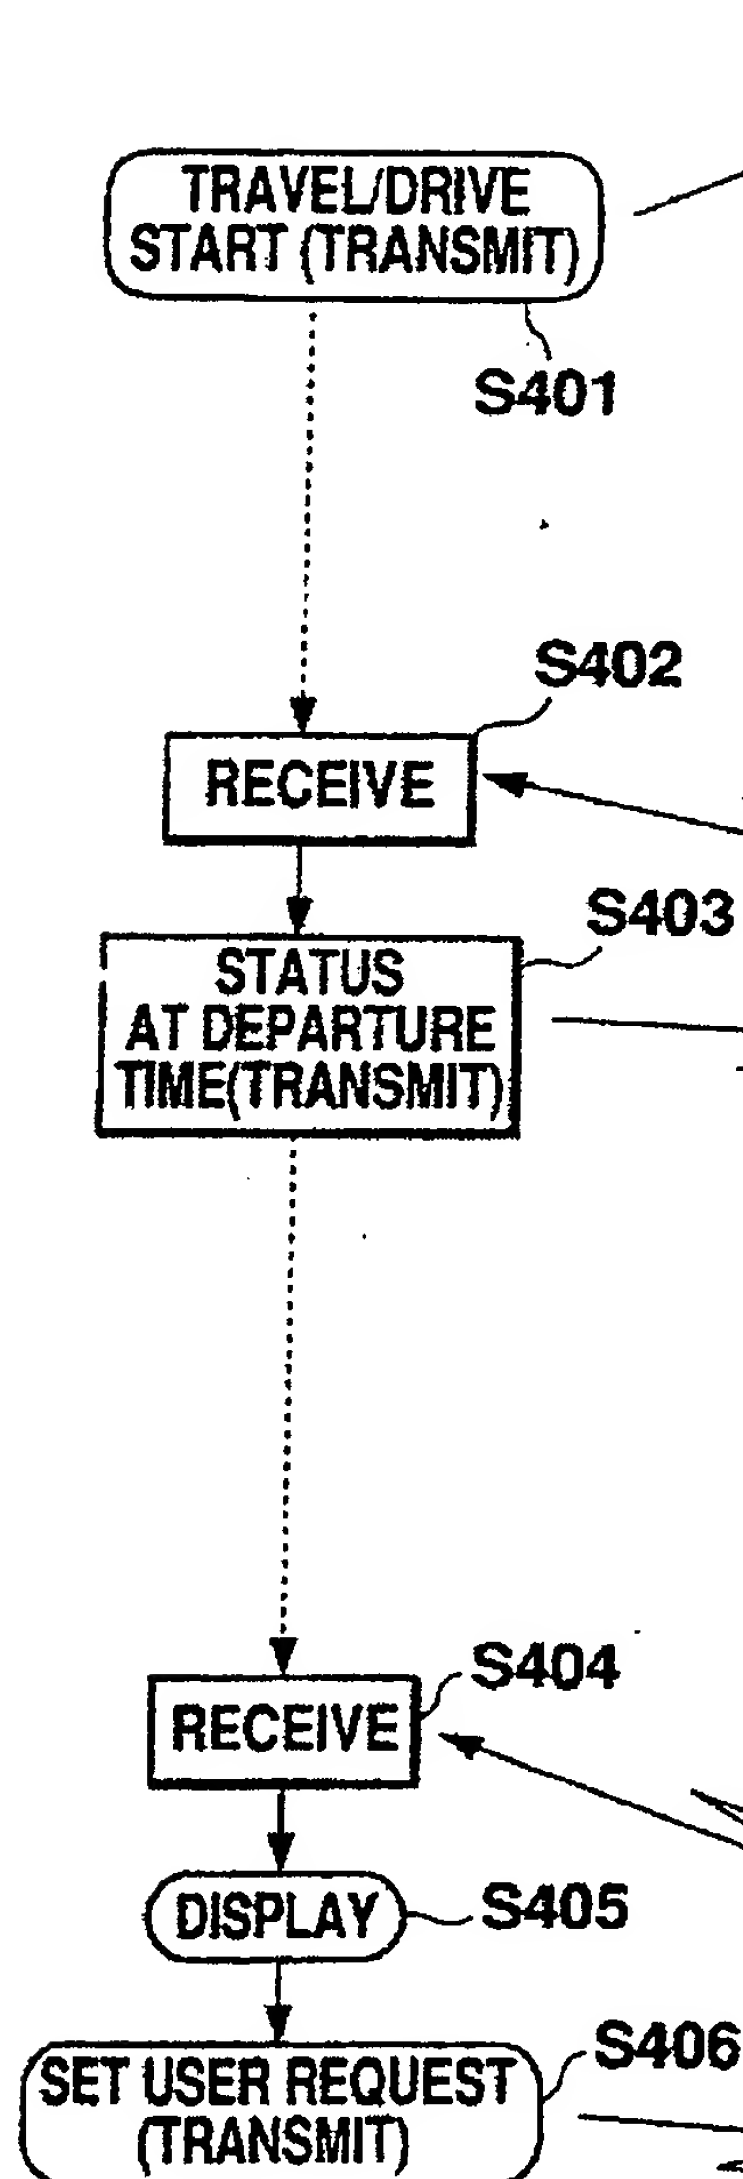 TRAVEL/DRIVE
START (TRANSMIT)
S401
S402
RECEIVE
S403
STATUS
AT DEPARTURE
TIME(TRANSMIT)
S404
RECEIVE
DISPLAY
S405
S406
SET USER REQUEST
(TRANSMIT)